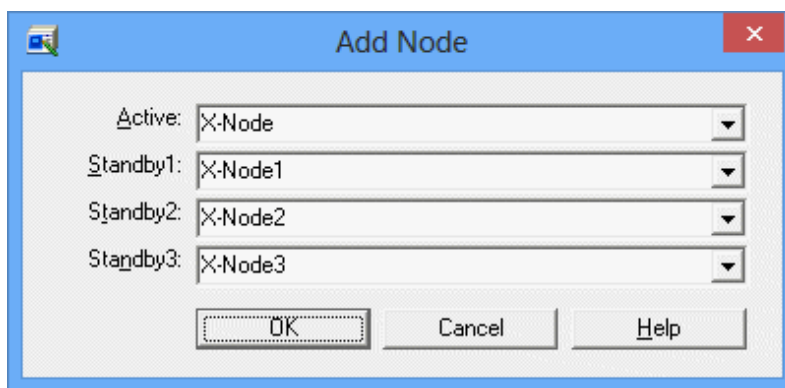 Add Node
Active: X-Node
Standby1: X-Node1
Standby2: X-Node2
Standby3: X-Node3
OK Cancel Help